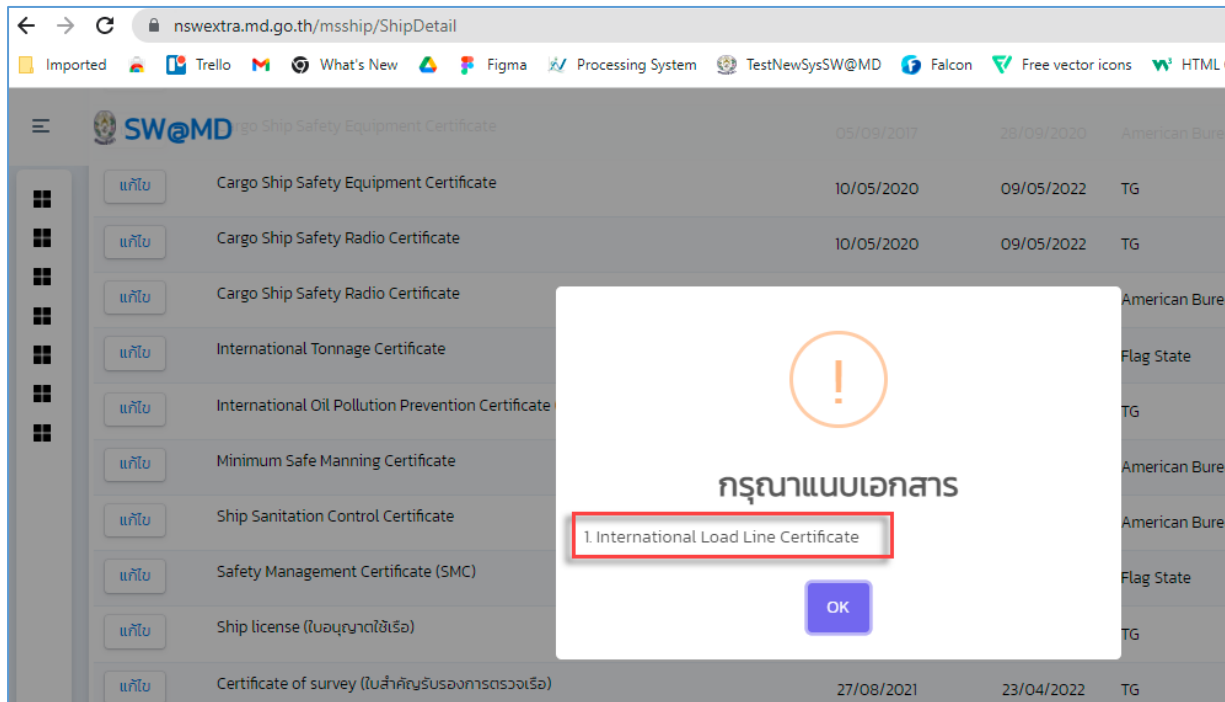 nswextra.md.go.th/msship/ShipDetail
Imported Trello What's New Figma Processing System TestNewSysSW@MD Falcon Free vector icons HTML
SW@MD
Cargo Ship Safety Equipment Certificate 05/09/2017 28/09/2020 American Bure
แก้ไข Cargo Ship Safety Equipment Certificate 10/05/2020 09/05/2022 TG
แก้ไข Cargo Ship Safety Radio Certificate 10/05/2020 09/05/2022 TG
แก้ไข Cargo Ship Safety Radio Certificate American Bure
แก้ไข International Tonnage Certificate Flag State
แก้ไข International Oil Pollution Prevention Certificate TG
แก้ไข Minimum Safe Manning Certificate American Bure
แก้ไข Ship Sanitation Control Certificate American Bure
แก้ไข Safety Management Certificate (SMC) Flag State
แก้ไข Ship license (ใบอนุญาตใช้เรือ) TG
แก้ไข Certificate of survey (ใบสำคัญรับรองการตรวจเรือ) 27/08/2021 23/04/2022 TG
!
กรุณาแนบเอกสาร
1. International Load Line Certificate
OK